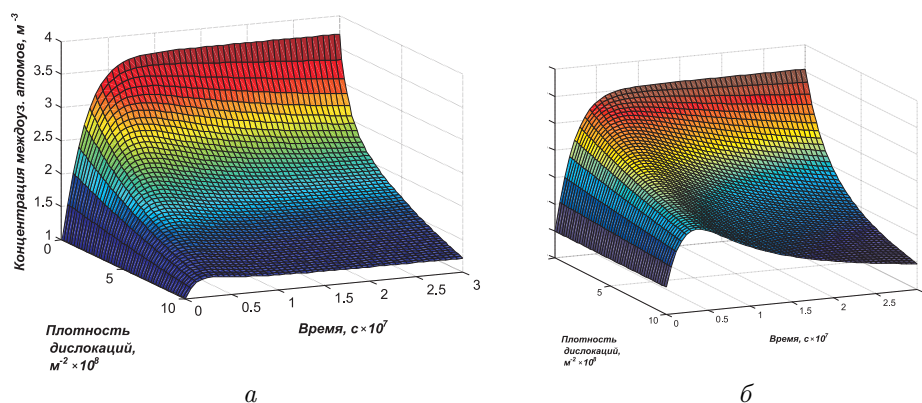 Концентрация междоуз. атомов, м⁻³
4
3.5
3
2.5
2
1.5
1
0
5
10
0
0.5
1
1.5
2
2.5
3
Плотность
дислокаций,
м⁻² ×10⁸
Время, с×10⁷
а
5
10
0
0.5
1
1.5
2
2.5
Плотность
дислокаций,
м⁻² ×10⁸
Время, с×10⁷
б